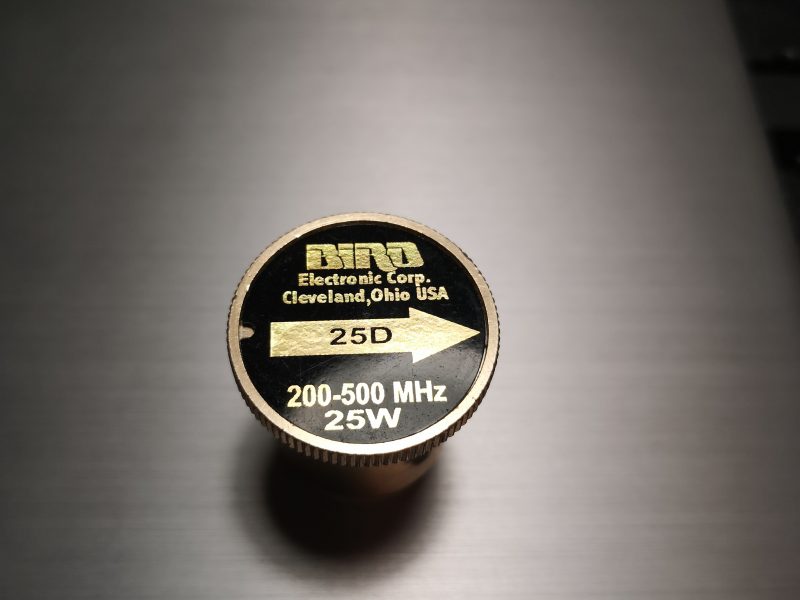 BIRD
Electronic Corp.
Cleveland,Ohio USA
25D
200-500 MHz
25W